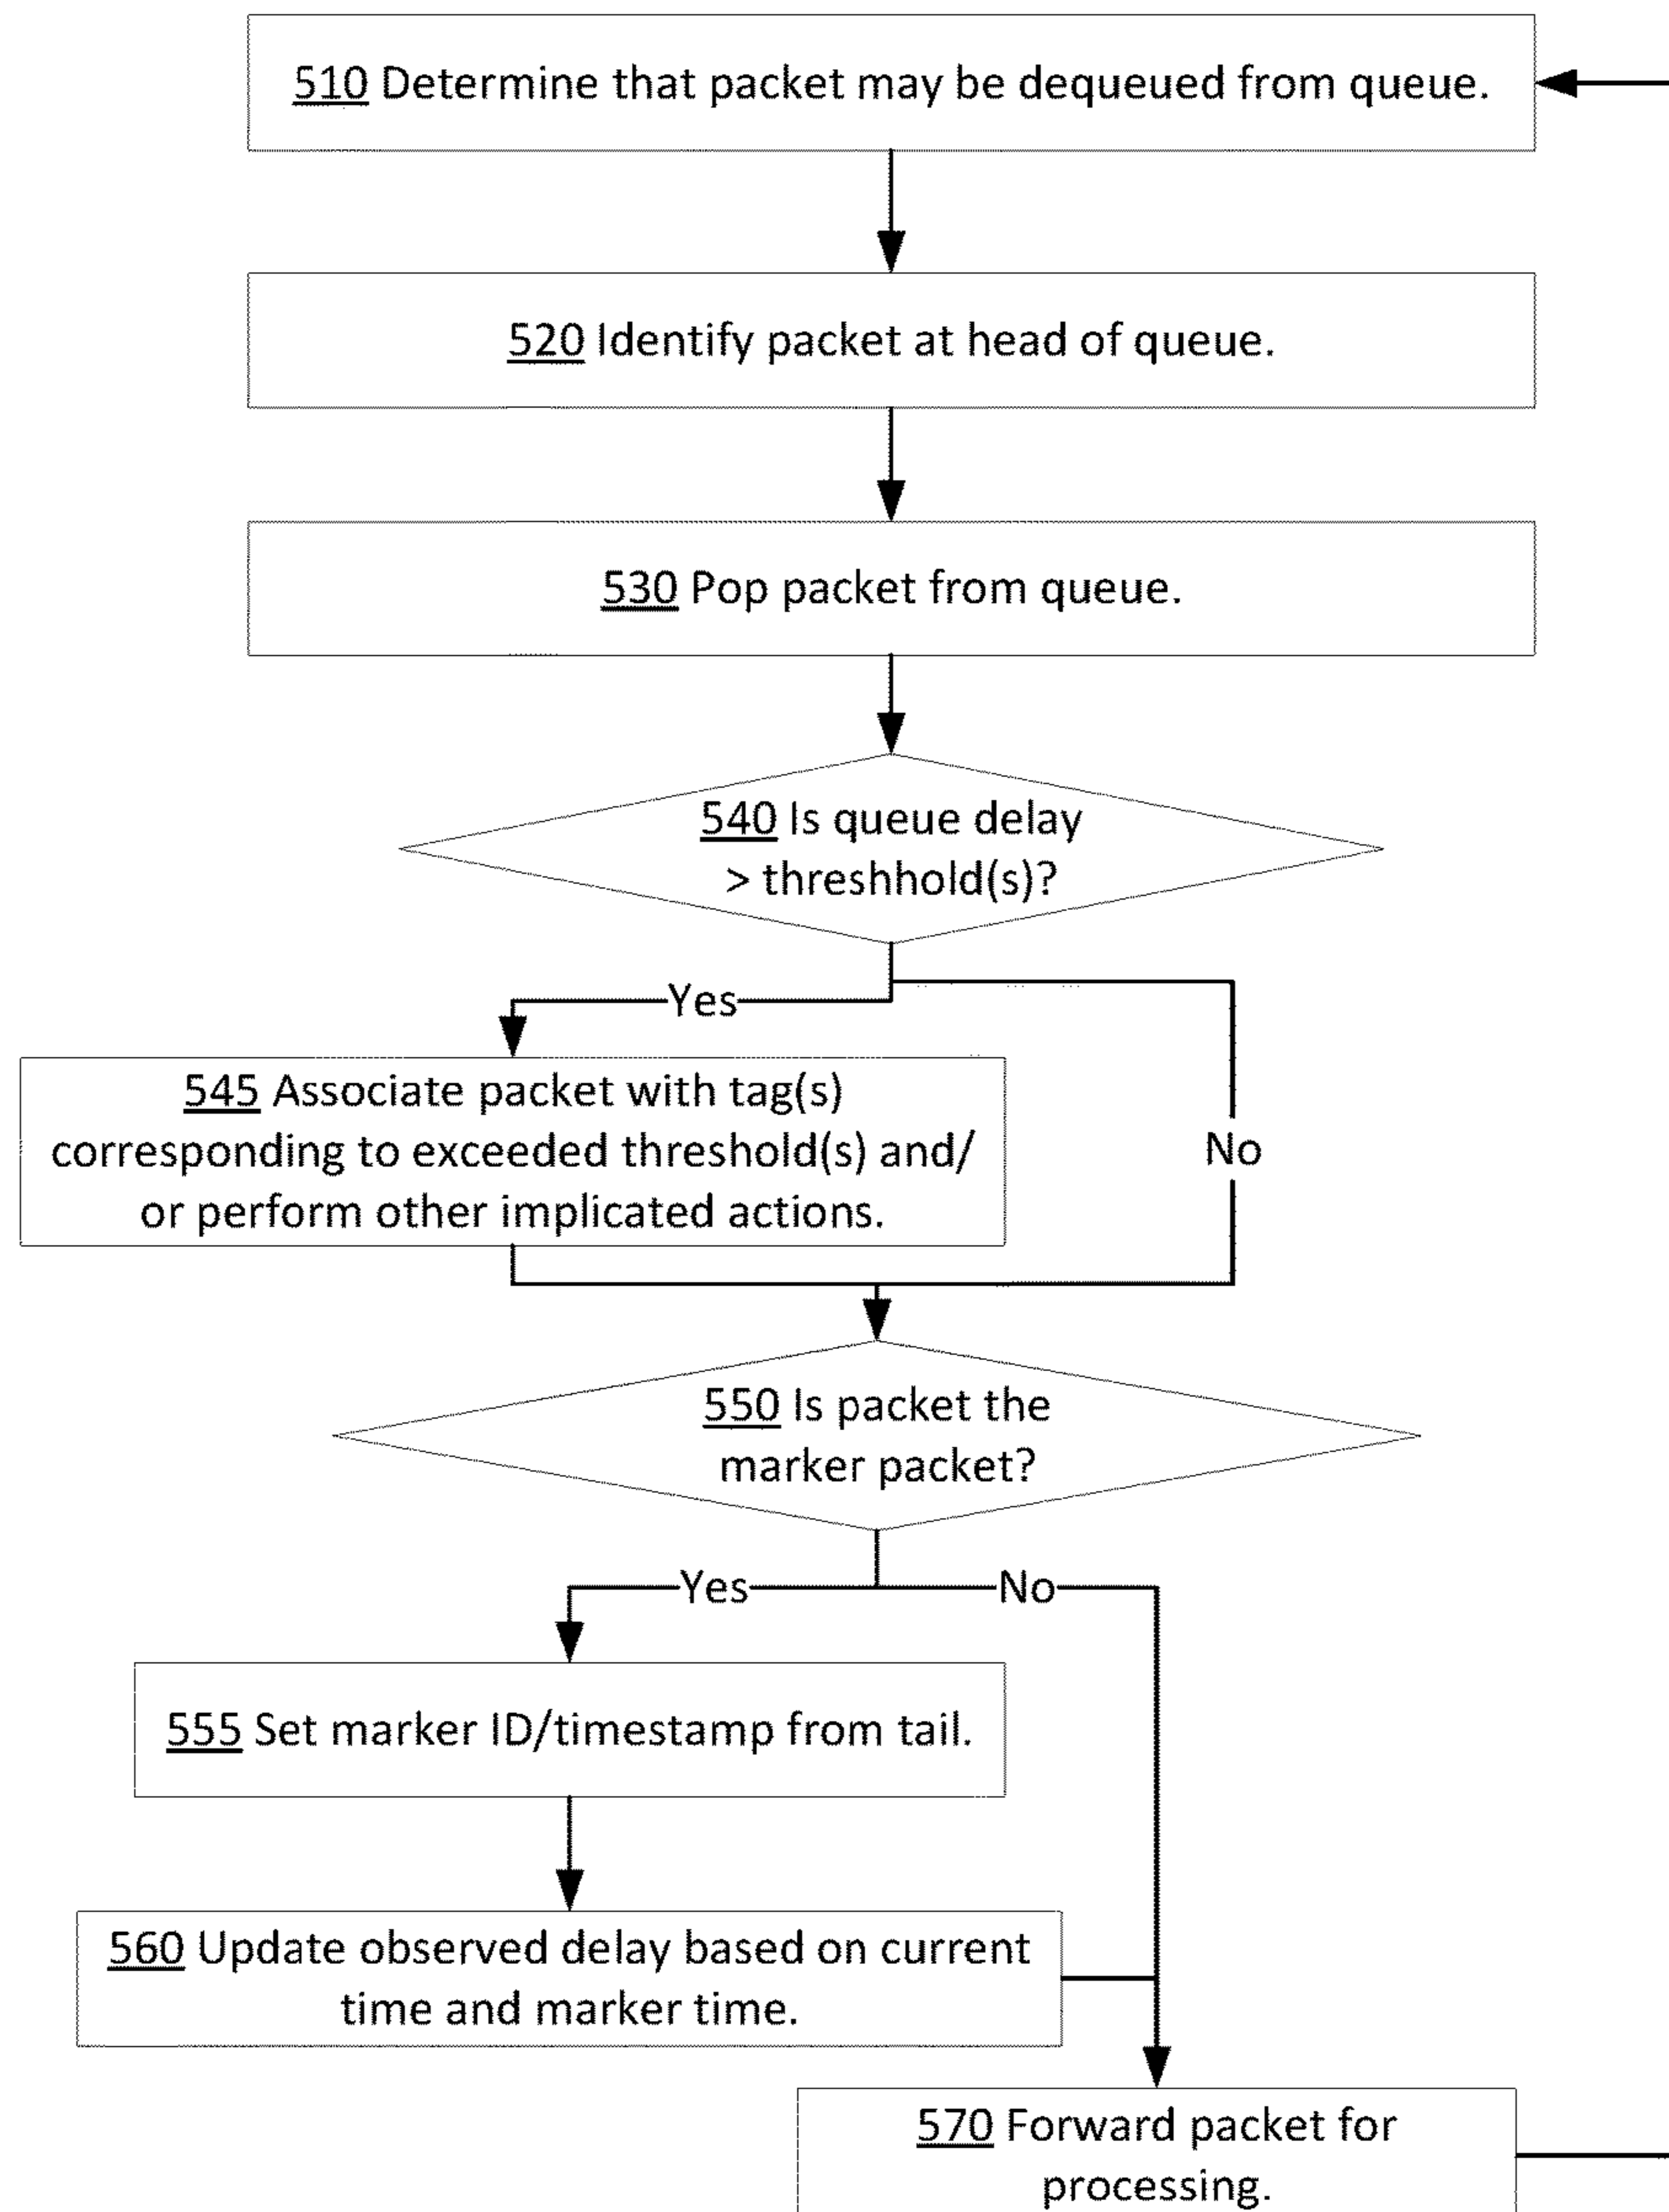 510 Determine that packet may be dequeued from queue.
520 Identify packet at head of queue.
530 Pop packet from queue.
540 Is queue delay
> threshhold(s)?
Yes
545 Associate packet with tag(s)
corresponding to exceeded threshold(s) and/
or perform other implicated actions.
No
550 Is packet the
marker packet?
Yes
No
555 Set marker ID/timestamp from tail.
560 Update observed delay based on current
time and marker time.
570 Forward packet for
processing.